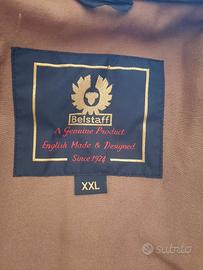 Belstaff
A Genuine Product
English Made & Designed
Since 1924
XXL
subito